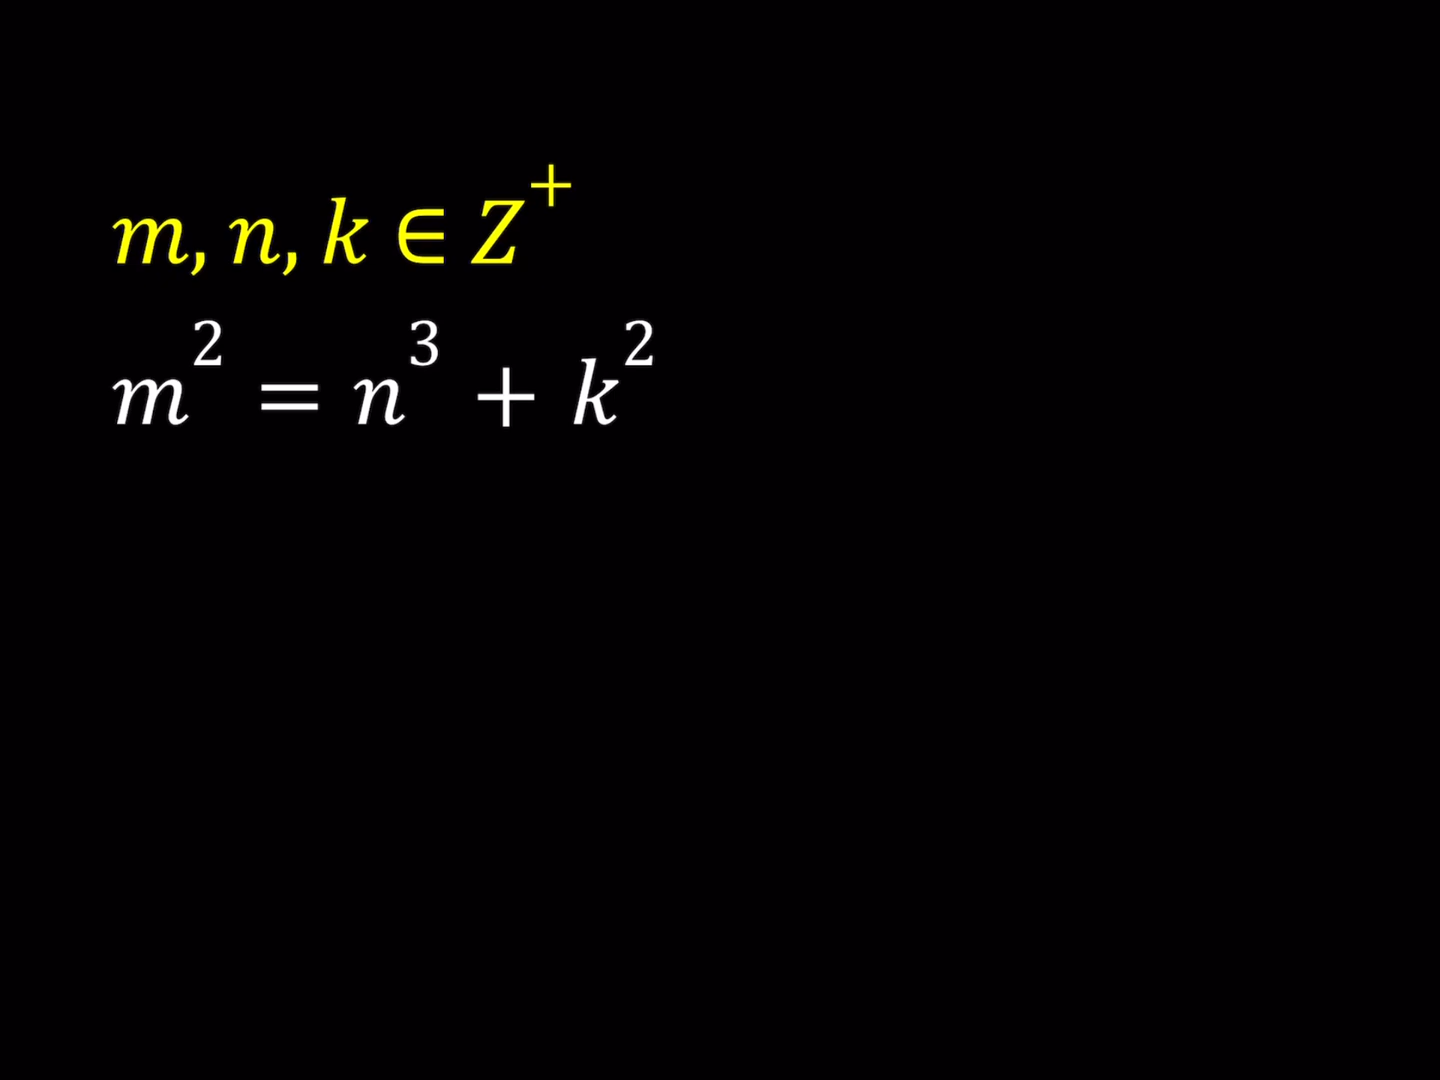 m, n, k ∈ Z⁺
m² = n³ + k²